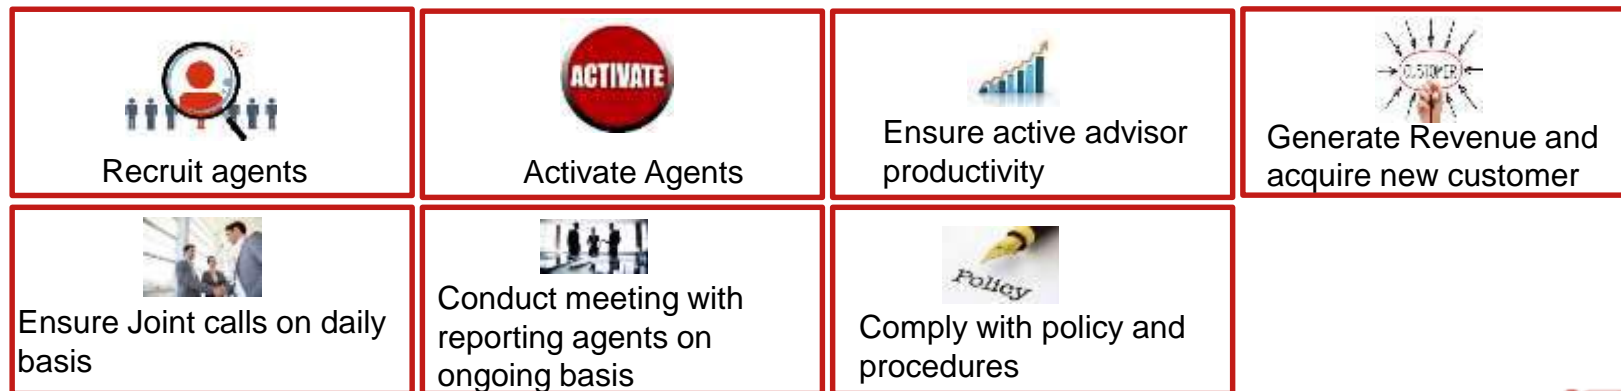 Recruit agents
ACTIVATE
Activate Agents
Ensure active advisor
productivity
CUSTOMER
Generate Revenue and
acquire new customer
Ensure Joint calls on daily
basis
Conduct meeting with
reporting agents on
ongoing basis
Policy
Comply with policy and
procedures